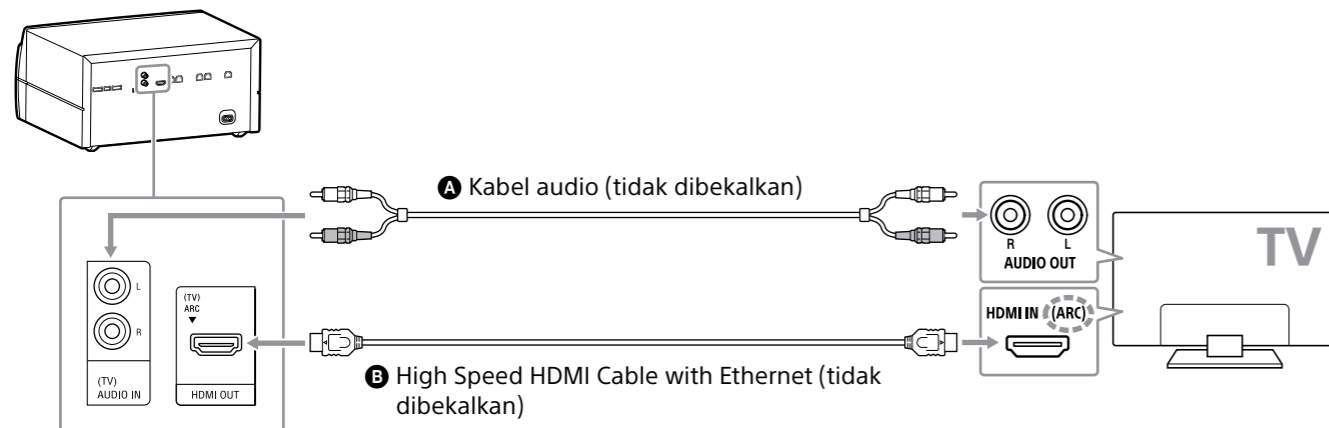 A Kabel audio (tidak dibekalkan)
R L
AUDIO OUT
TV
L
R
(TV)
AUDIO IN
(TV)
ARC
HDMI OUT
HDMI IN (ARC)
B High Speed HDMI Cable with Ethernet (tidak
dibekalkan)